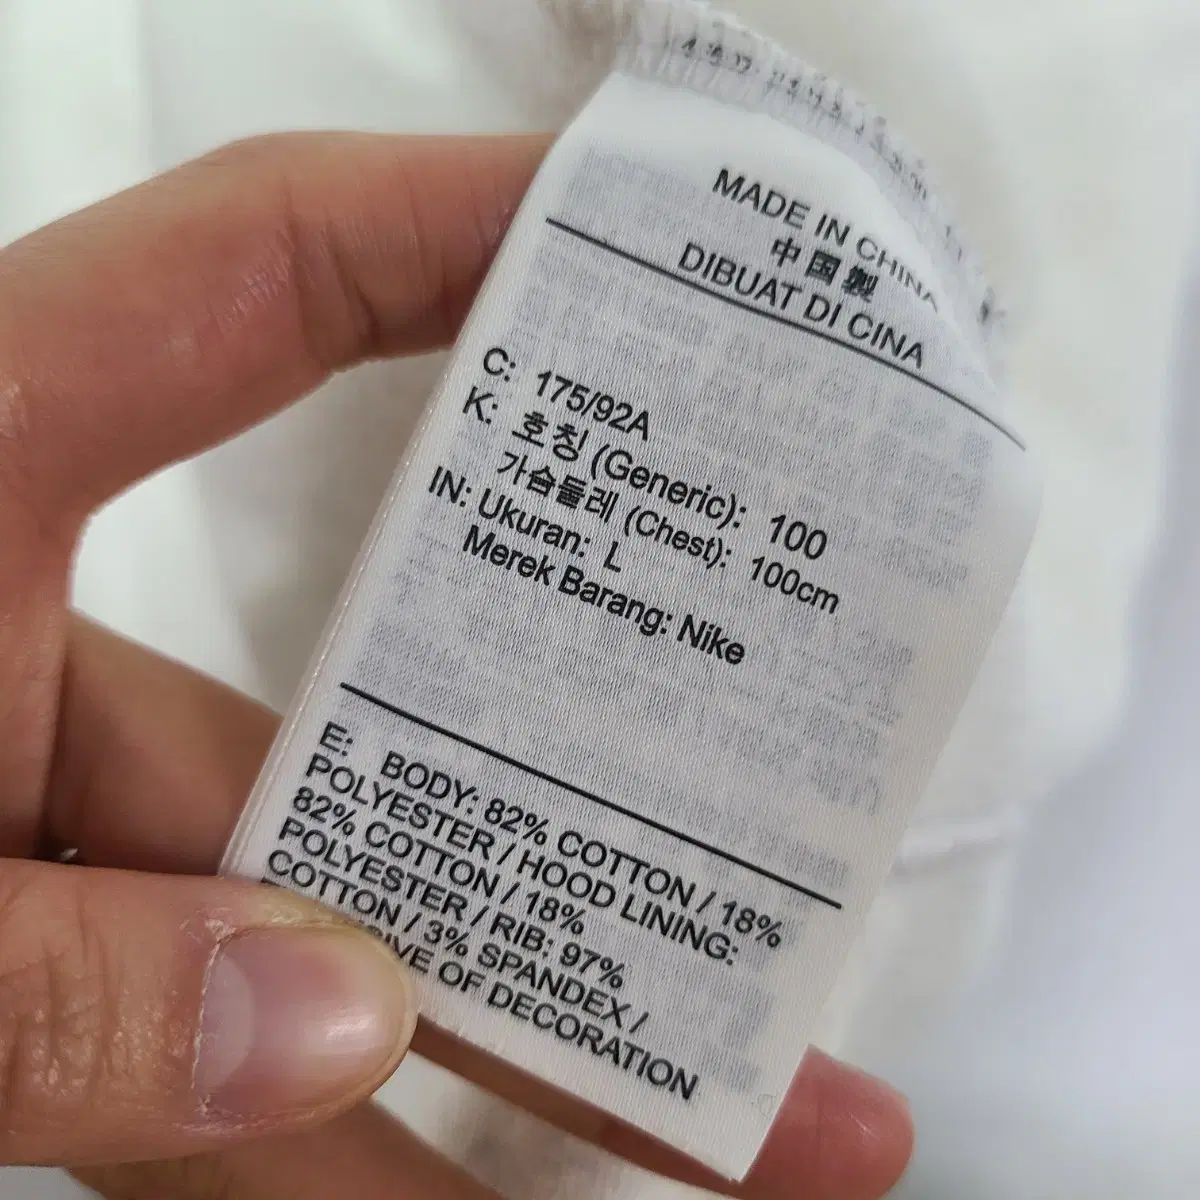 MADE IN CHINA
中国製
DIBUAT DI CINA
C: 175/92A
K: 호칭 (Generic): 100
가슴둘레 (Chest): 100cm
IN: Ukuran: L
Merek Barang: Nike
E: BODY: 82% COTTON / 18%
POLYESTER / HOOD LINING:
82% COTTON / 18%
POLYESTER / RIB: 97%
COTTON / 3% SPANDEX /
OF DECORATION